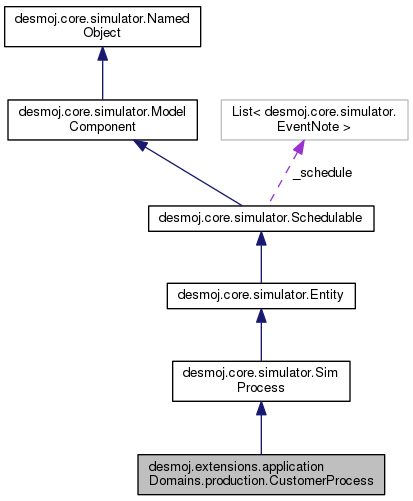 desmoj.core.simulator.Named
Object
desmoj.core.simulator.Model
Component
List< desmoj.core.simulator.
EventNote >
_schedule
desmoj.core.simulator.Schedulable
desmoj.core.simulator.Entity
desmoj.core.simulator.Sim
Process
desmoj.extensions.application
Domains.production.CustomerProcess